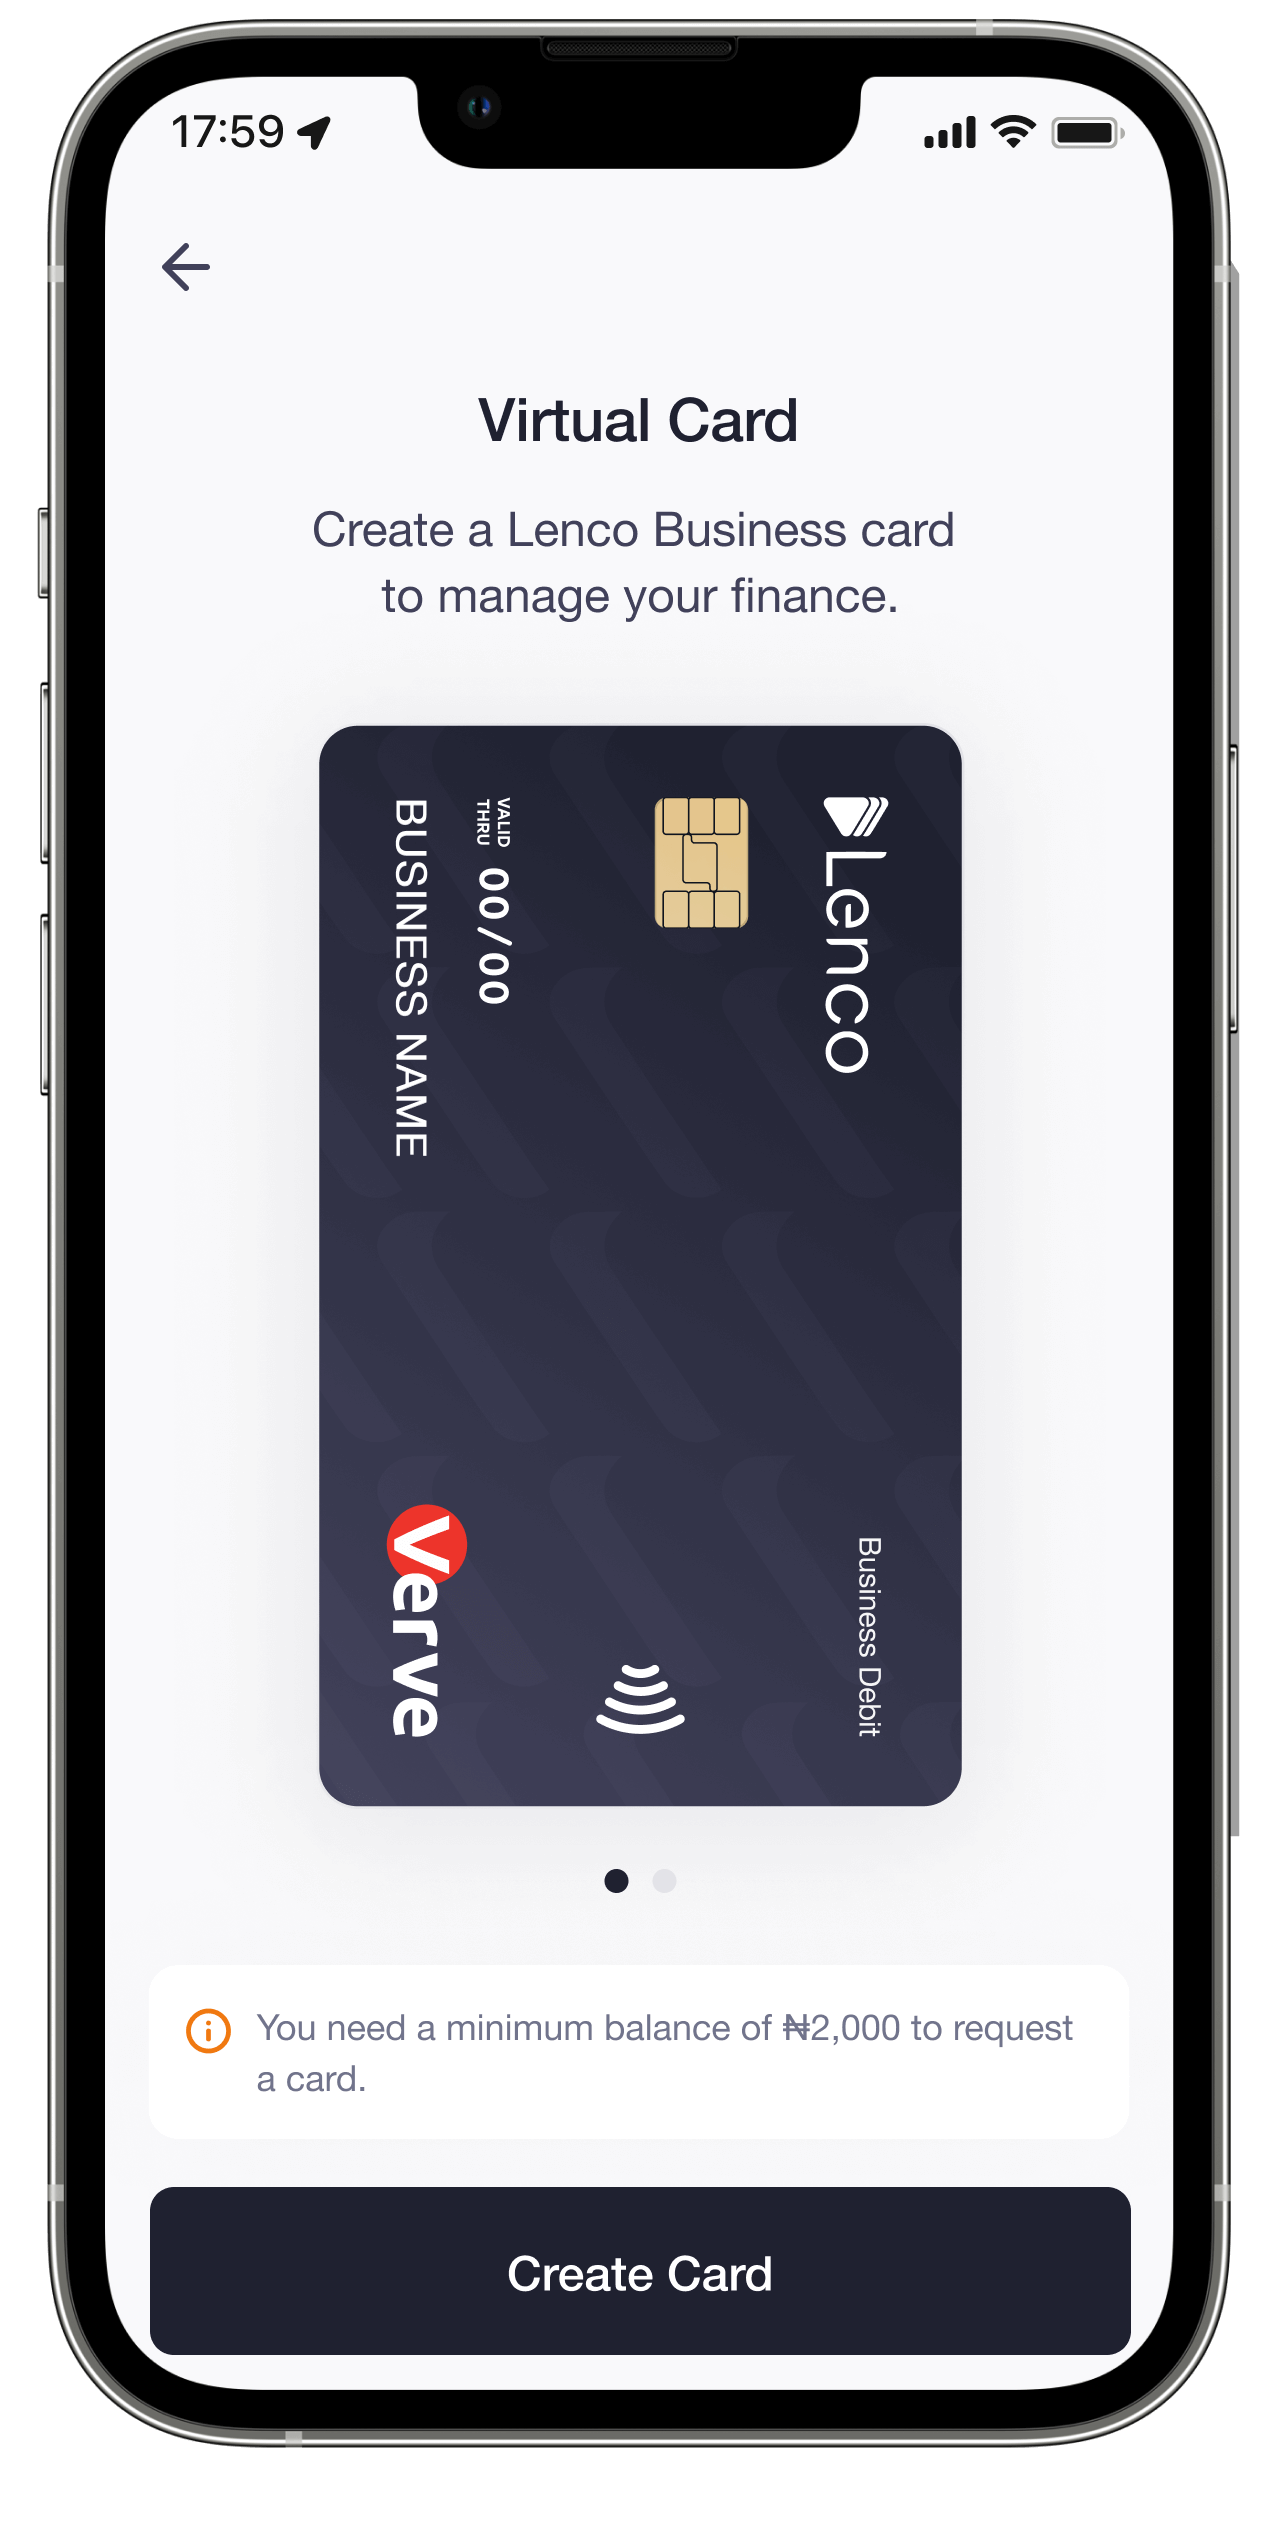 17:59
Virtual Card
Create a Lenco Business card
to manage your finance.
Lenco
Business Debit
VALID
THRU
00/00
BUSINESS NAME
Verve
You need a minimum balance of ₦2,000 to request
a card.
Create Card